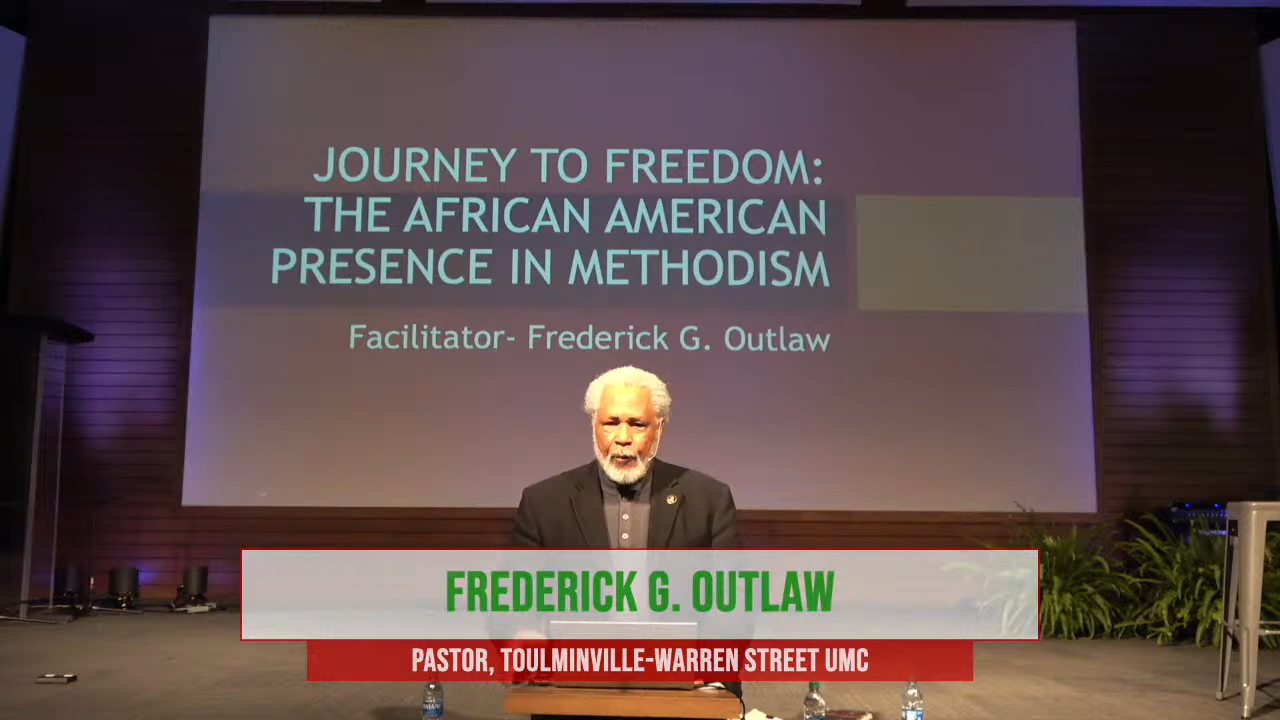 JOURNEY TO FREEDOM:
THE AFRICAN AMERICAN
PRESENCE IN METHODISM
Facilitator- Frederick G. Outlaw
FREDERICK G. OUTLAW
PASTOR, TOULMINVILLE-WARREN STREET UMC